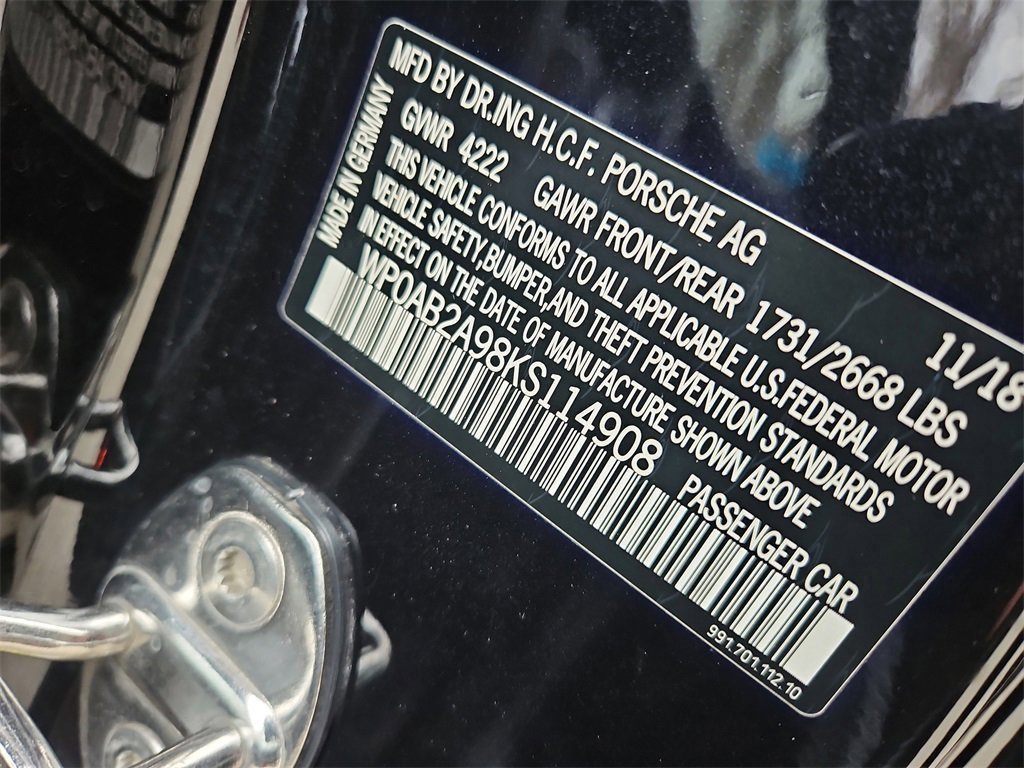 MFD BY DR.ING H.C.F. PORSCHE AG 11/18
GVWR 4222 GAWR FRONT/REAR 1731/2668 LBS
THIS VEHICLE CONFORMS TO ALL APPLICABLE U.S.FEDERAL MOTOR
VEHICLE SAFETY,BUMPER,AND THEFT PREVENTION STANDARDS
IN EFFECT ON THE DATE OF MANUFACTURE SHOWN ABOVE
WP0AB2A98KS114908 PASSENGER CAR
991.701.112.10
MADE IN GERMANY